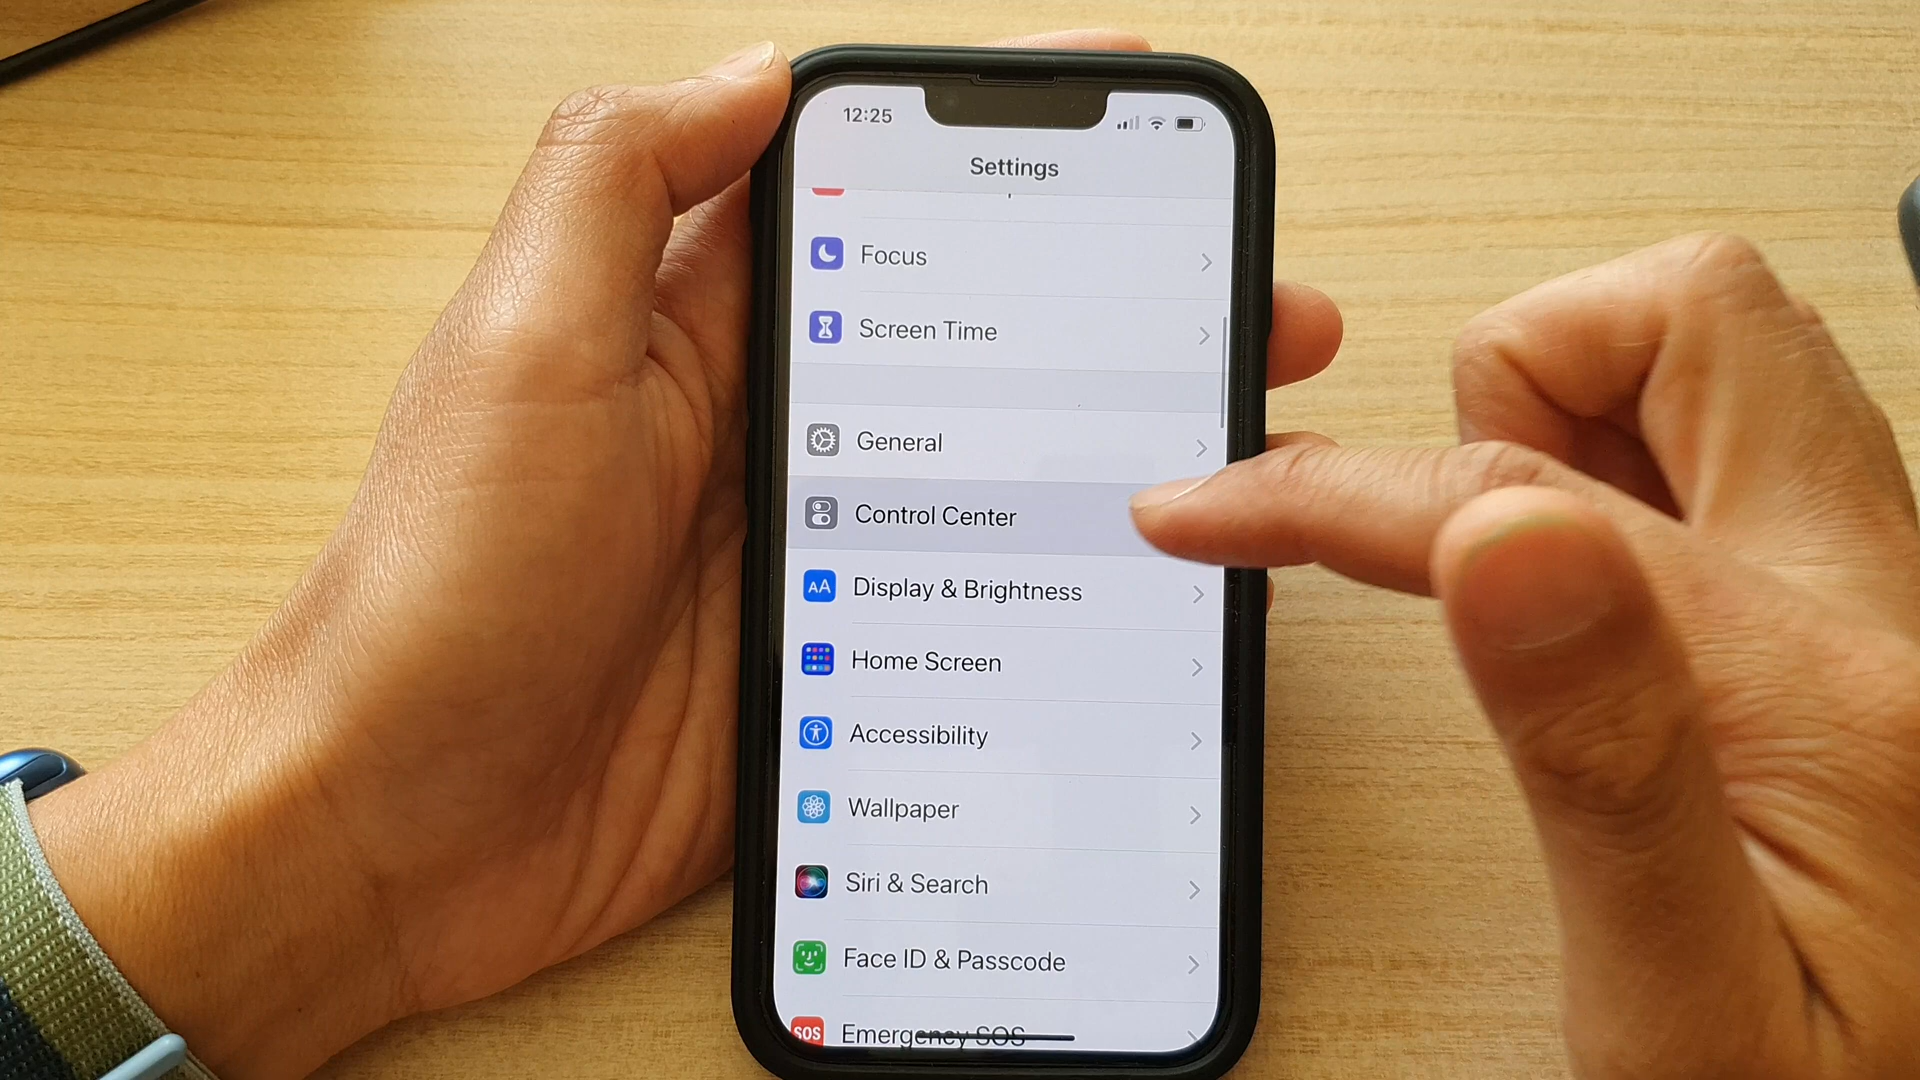 12:25
Settings
Focus
Screen Time
General
Control Center
AA Display & Brightness
Home Screen
Accessibility
Wallpaper
Siri & Search
Face ID & Passcode
SOS Emergency SOS